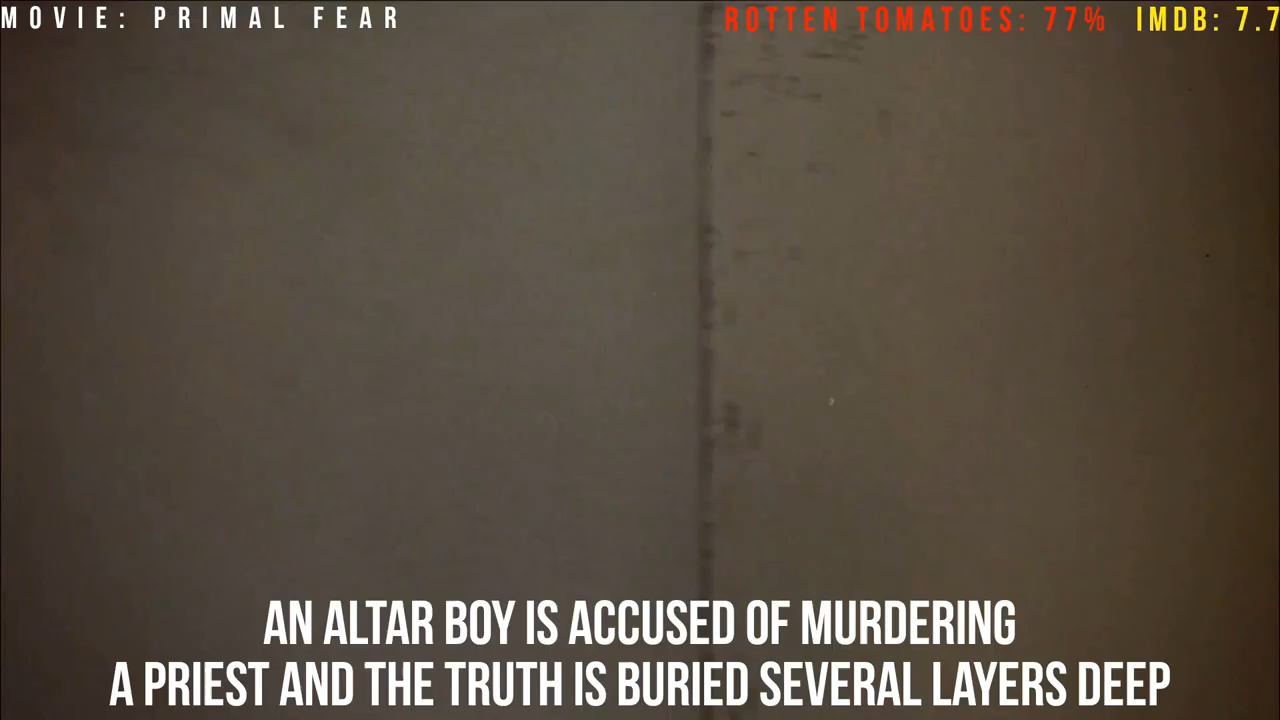 MOVIE: PRIMAL FEAR
ROTTEN TOMATOES: 77% IMDB: 7.7
AN ALTAR BOY IS ACCUSED OF MURDERING
A PRIEST AND THE TRUTH IS BURIED SEVERAL LAYERS DEEP